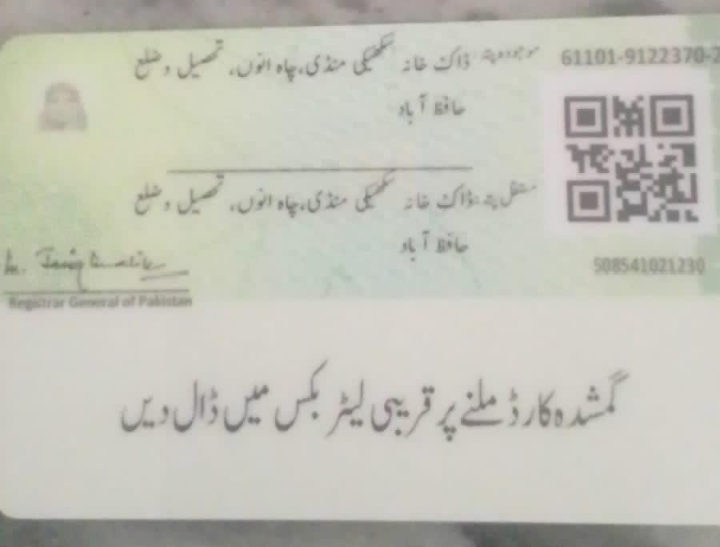 موجودہ پتہ: ڈاک خانہ سکھیکی منڈی، چاہ انوں، تحصیل و ضلع
حافظ آباد
61101-9122370-2
مستقل پتہ: ڈاک خانہ سکھیکی منڈی، چاہ انوں، تحصیل و ضلع
حافظ آباد
508541021230
Registrar General of Pakistan
گمشدہ کارڈ ملنے پر قریبی لیٹر بکس میں ڈال دیں